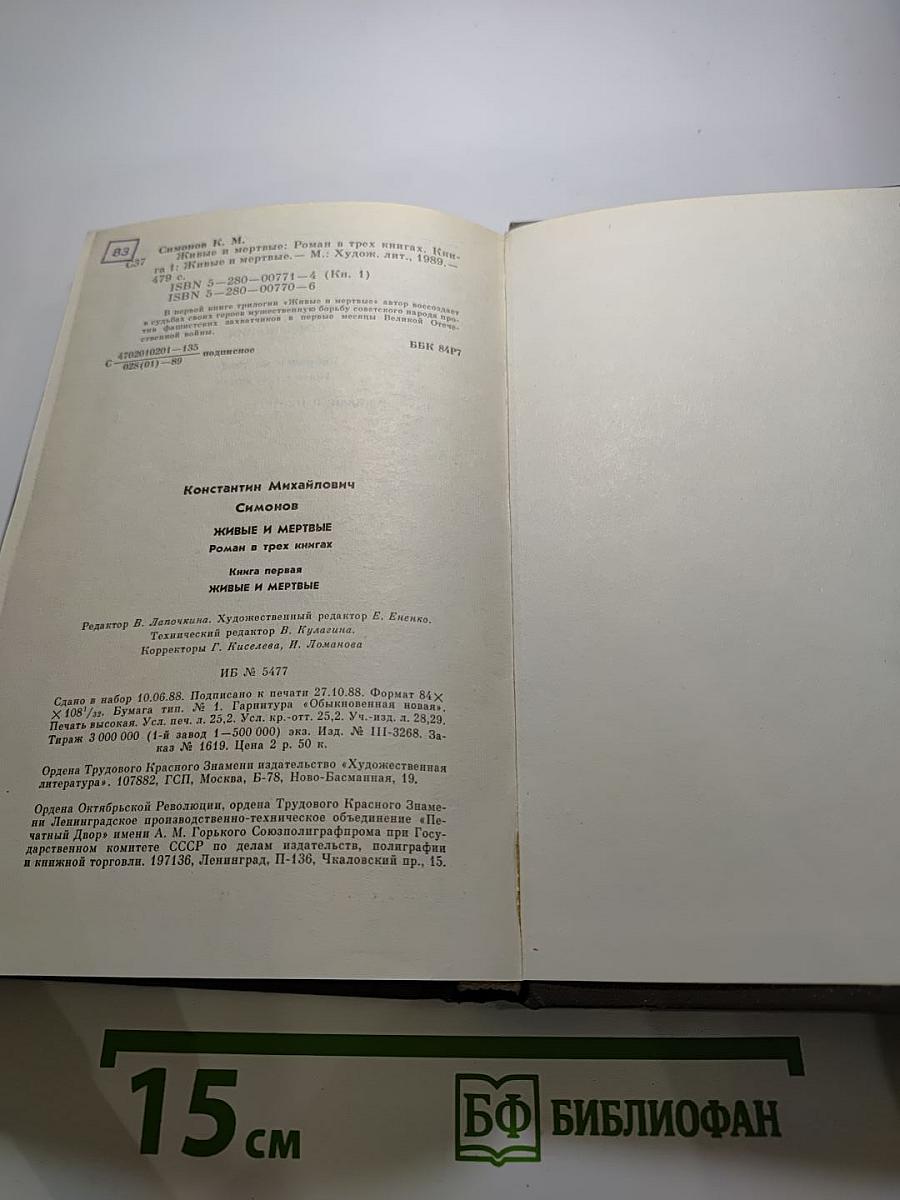 83
С37
Симонов К. М.
Живые и мертвые: Роман в трех книгах. Кни-
га 1: Живые и мертвые.— М.: Худож. лит., 1989.—
479 с.
ISBN 5—280—00771—4 (Кн. 1)
ISBN 5—280—00770—6
В первой книге трилогии «Живые и мертвые» автор воссоздает
в судьбах своих героев мужественную борьбу советского народа про-
тив фашистских захватчиков в первые месяцы Великой Отече-
ственной войны.
С 4702010201—135 подписное
028(01)—89
ББК 84Р7
Константин Михайлович
Симонов
ЖИВЫЕ И МЕРТВЫЕ
Роман в трех книгах
Книга первая
ЖИВЫЕ И МЕРТВЫЕ
Редактор В. Лапочкина. Художественный редактор Е. Ененко.
Технический редактор В. Кулагина.
Корректоры Г. Киселева, И. Ломанова
ИБ № 5477
Сдано в набор 10.06.88. Подписано к печати 27.10.88. Формат 84×
×108¹/₃₂. Бумага тип. № 1. Гарнитура «Обыкновенная новая».
Печать высокая. Усл. печ. л. 25,2. Усл. кр.-отт. 25,2. Уч.-изд. л. 28,29.
Тираж 3 000 000 (1-й завод 1—500 000) экз. Изд. № III-3268. За-
каз № 1619. Цена 2 р. 50 к.
Ордена Трудового Красного Знамени издательство «Художественная
литература». 107882, ГСП, Москва, Б-78, Ново-Басманная, 19.
Ордена Октябрьской Революции, ордена Трудового Красного Знаме-
ни Ленинградское производственно-техническое объединение «Пе-
чатный Двор» имени А. М. Горького Союзполиграфпрома при Госу-
дарственном комитете СССР по делам издательств, полиграфии
и книжной торговли. 197136, Ленинград, П-136, Чкаловский пр., 15.
15 см
БФ БИБЛИОФАН